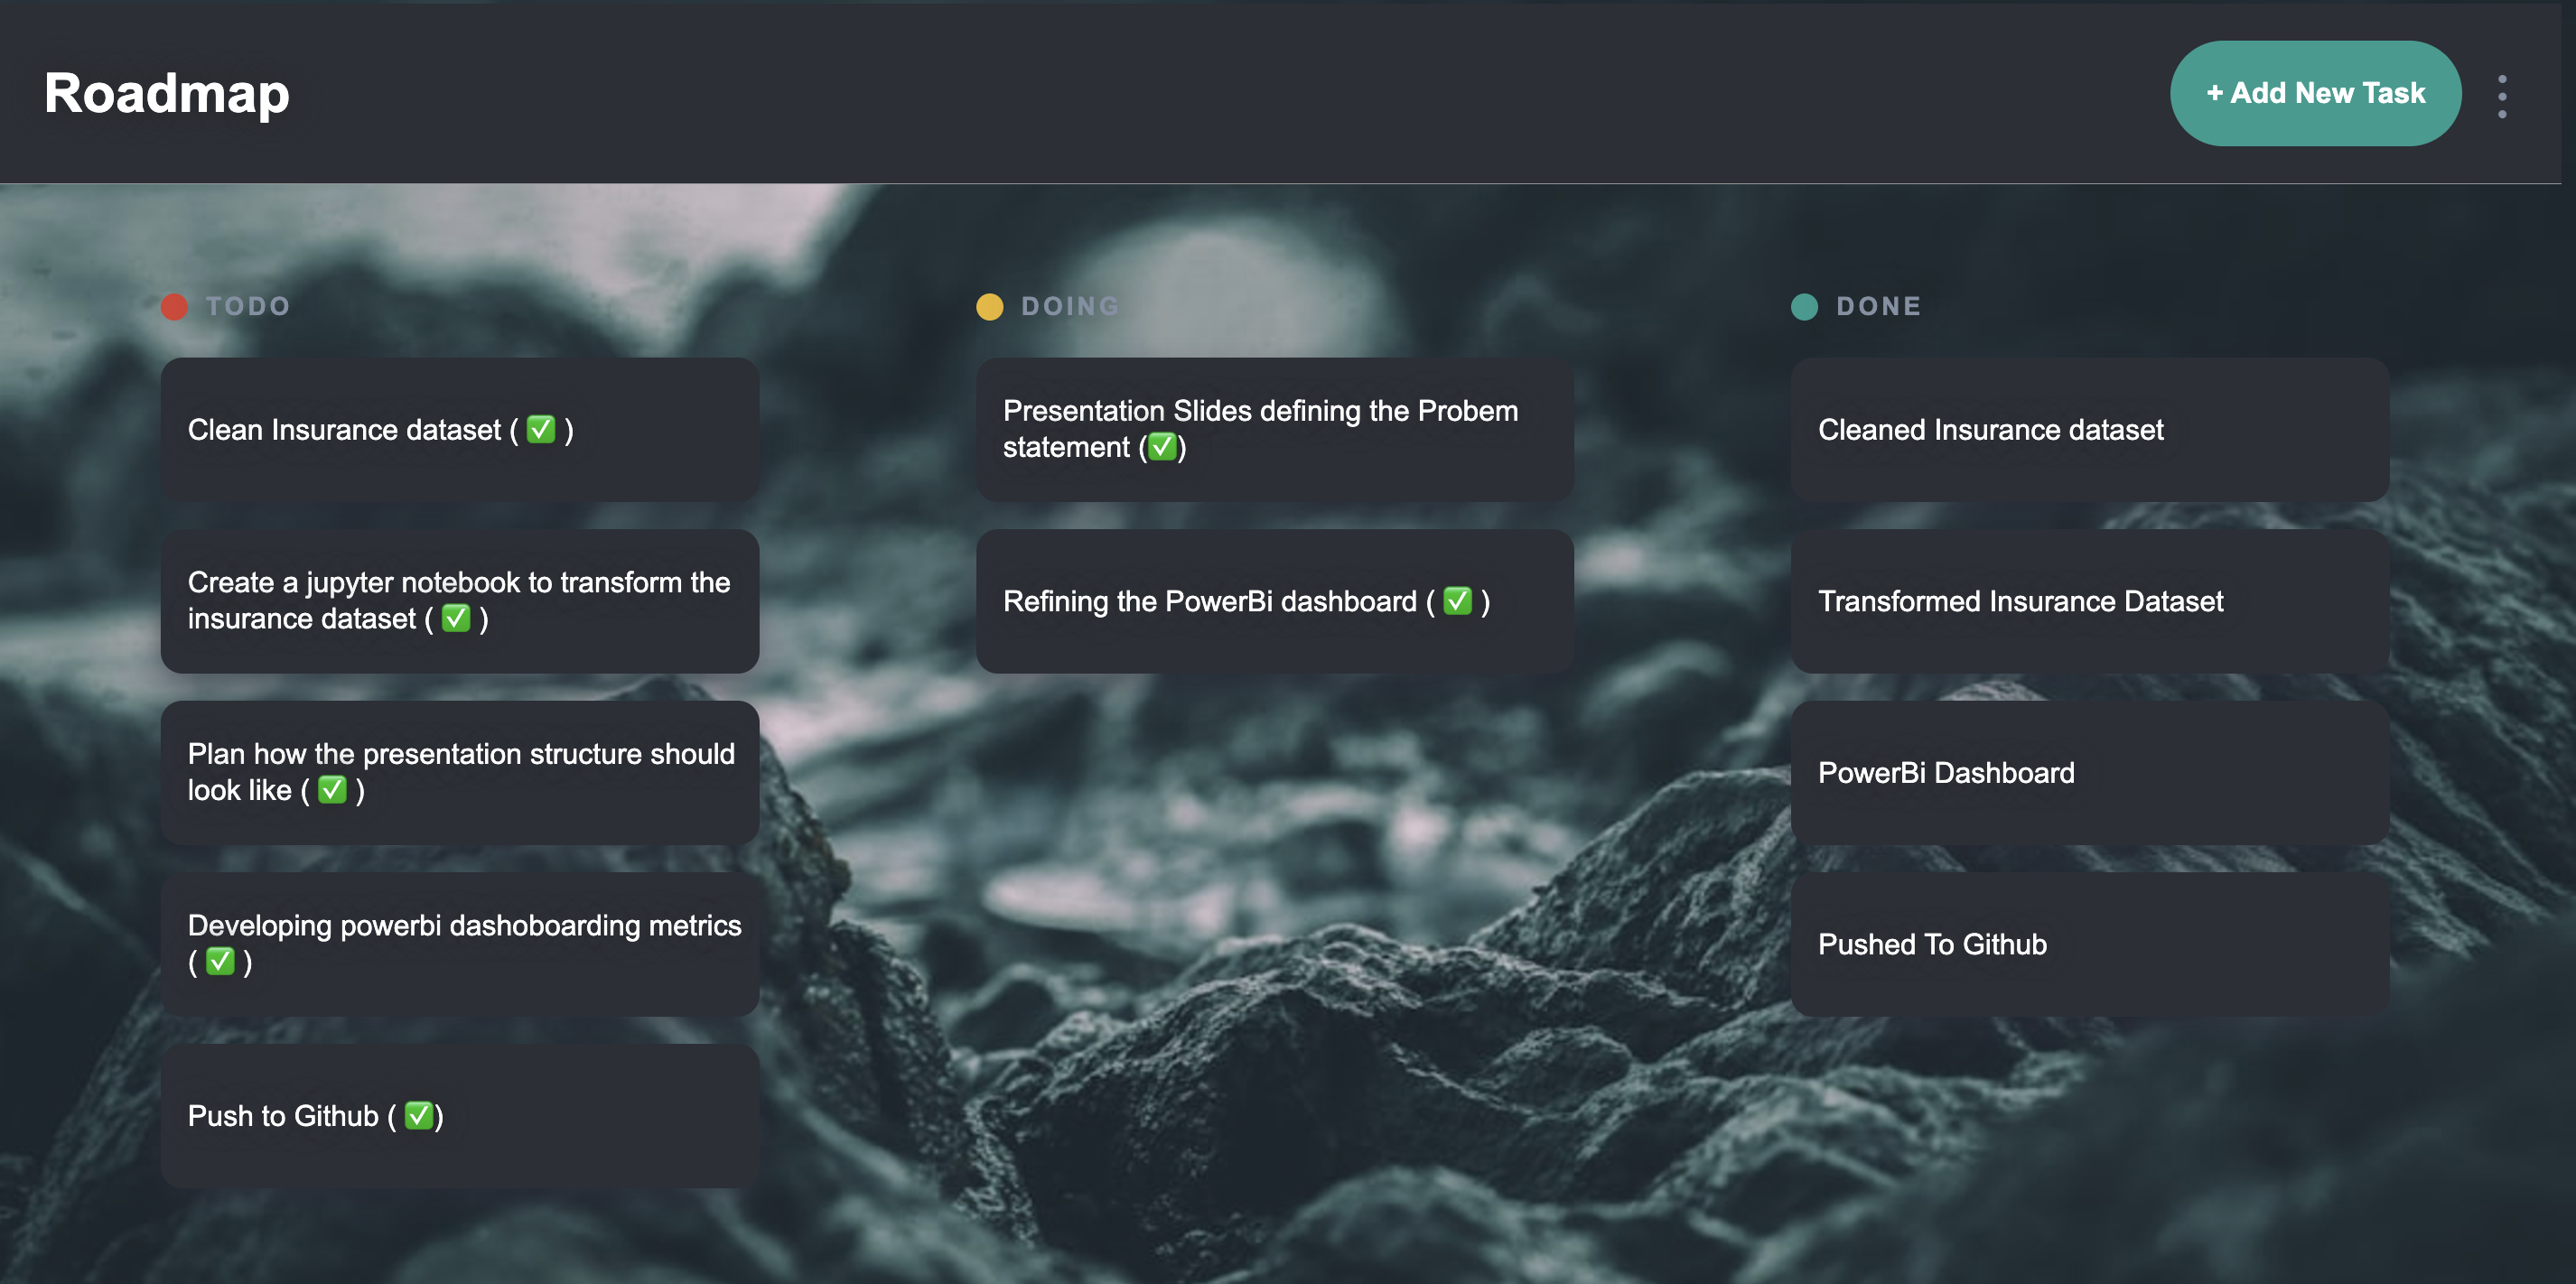 Roadmap
+ Add New Task
TODO
Clean Insurance dataset ( ✅ )
Create a jupyter notebook to transform the
insurance dataset ( ✅ )
Plan how the presentation structure should
look like ( ✅ )
Developing powerbi dashoboarding metrics
( ✅ )
Push to Github ( ✅)
DOING
Presentation Slides defining the Probem
statement (✅)
Refining the PowerBi dashboard ( ✅ )
DONE
Cleaned Insurance dataset
Transformed Insurance Dataset
PowerBi Dashboard
Pushed To Github